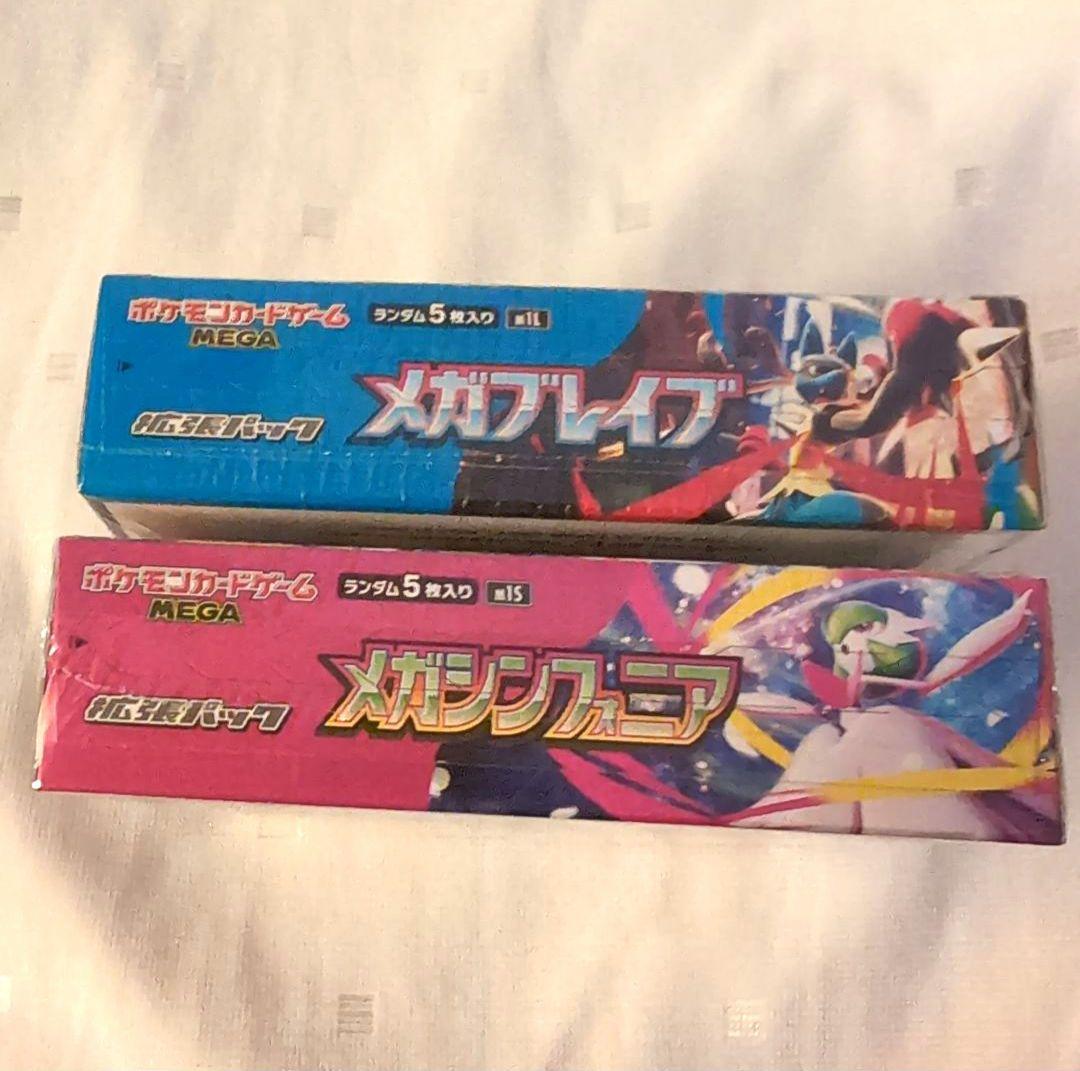 ポケモンカードゲーム
MEGA
ランダム5枚入り
M1L
拡張パック
メガブレイブ
ポケモンカードゲーム
MEGA
ランダム5枚入り
M1S
拡張パック
メガシンフォニア